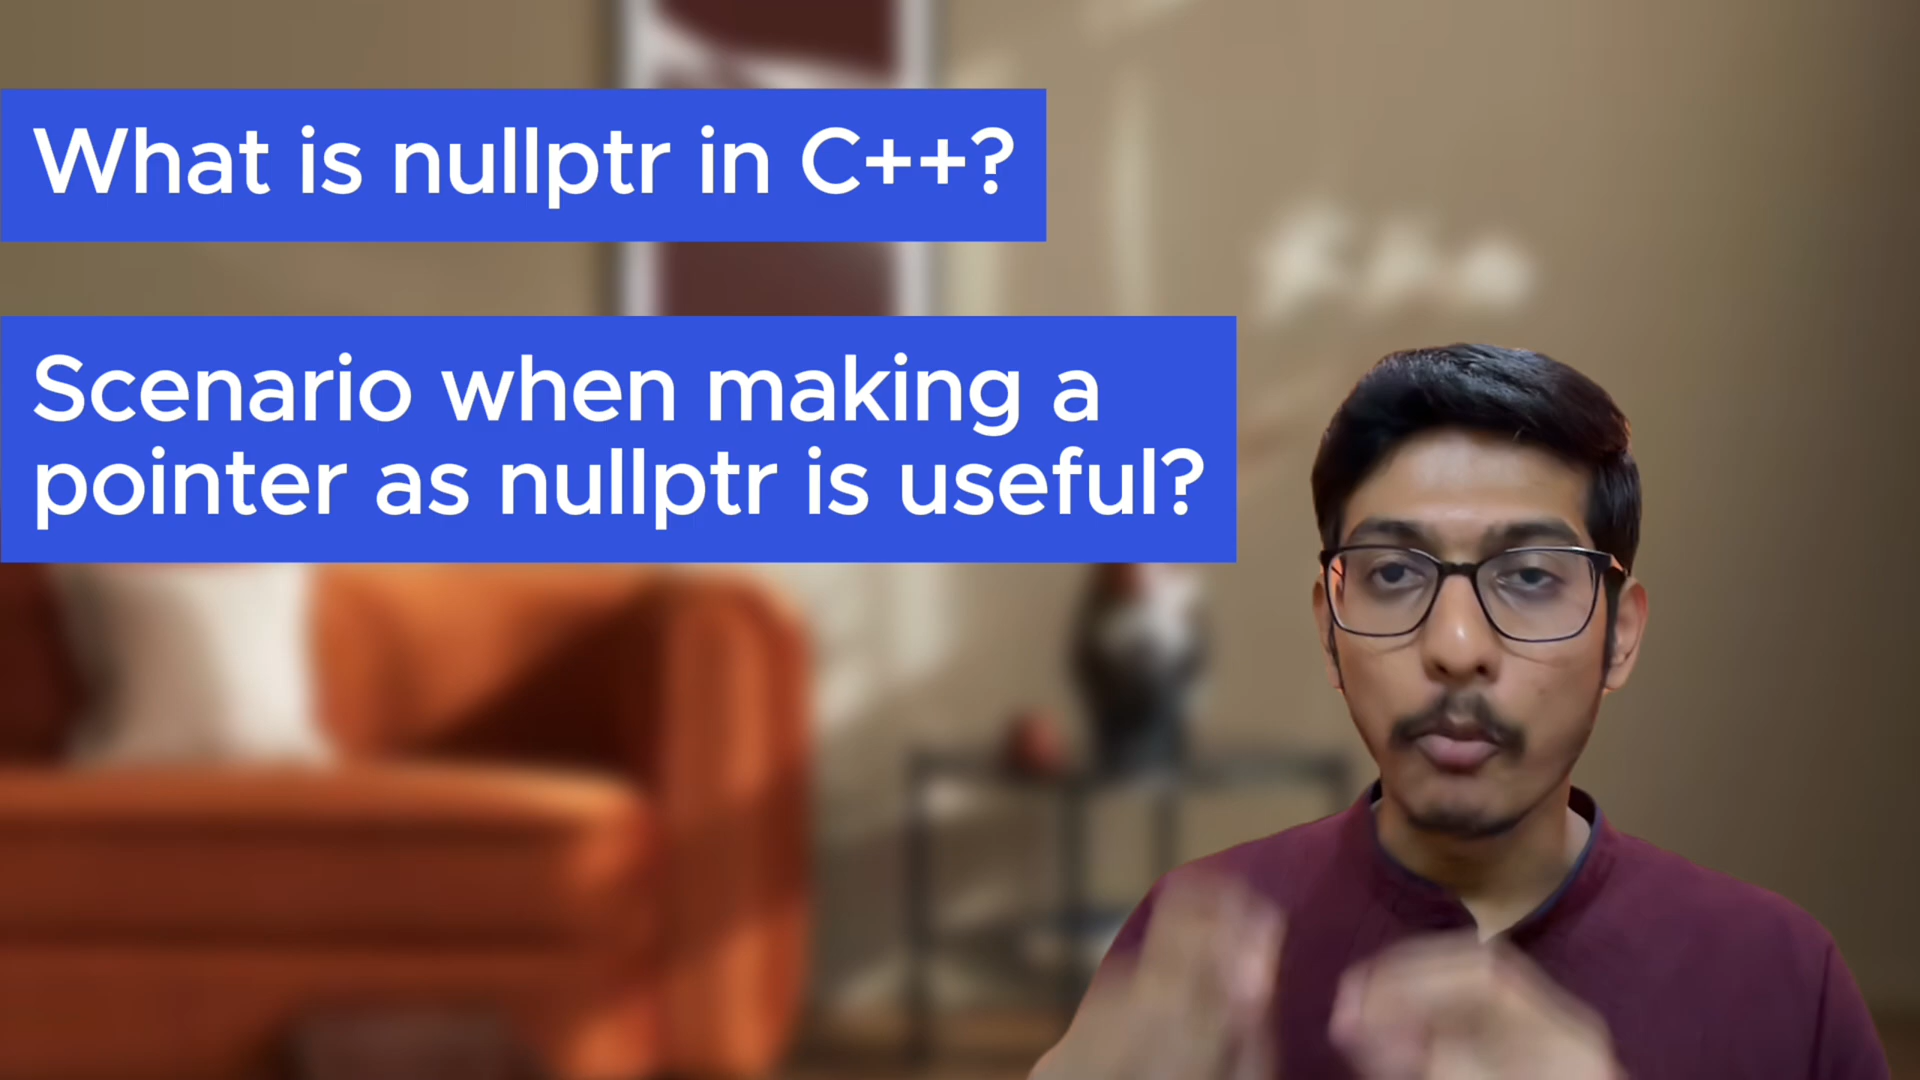 What is nullptr in C++?
Scenario when making a
pointer as nullptr is useful?